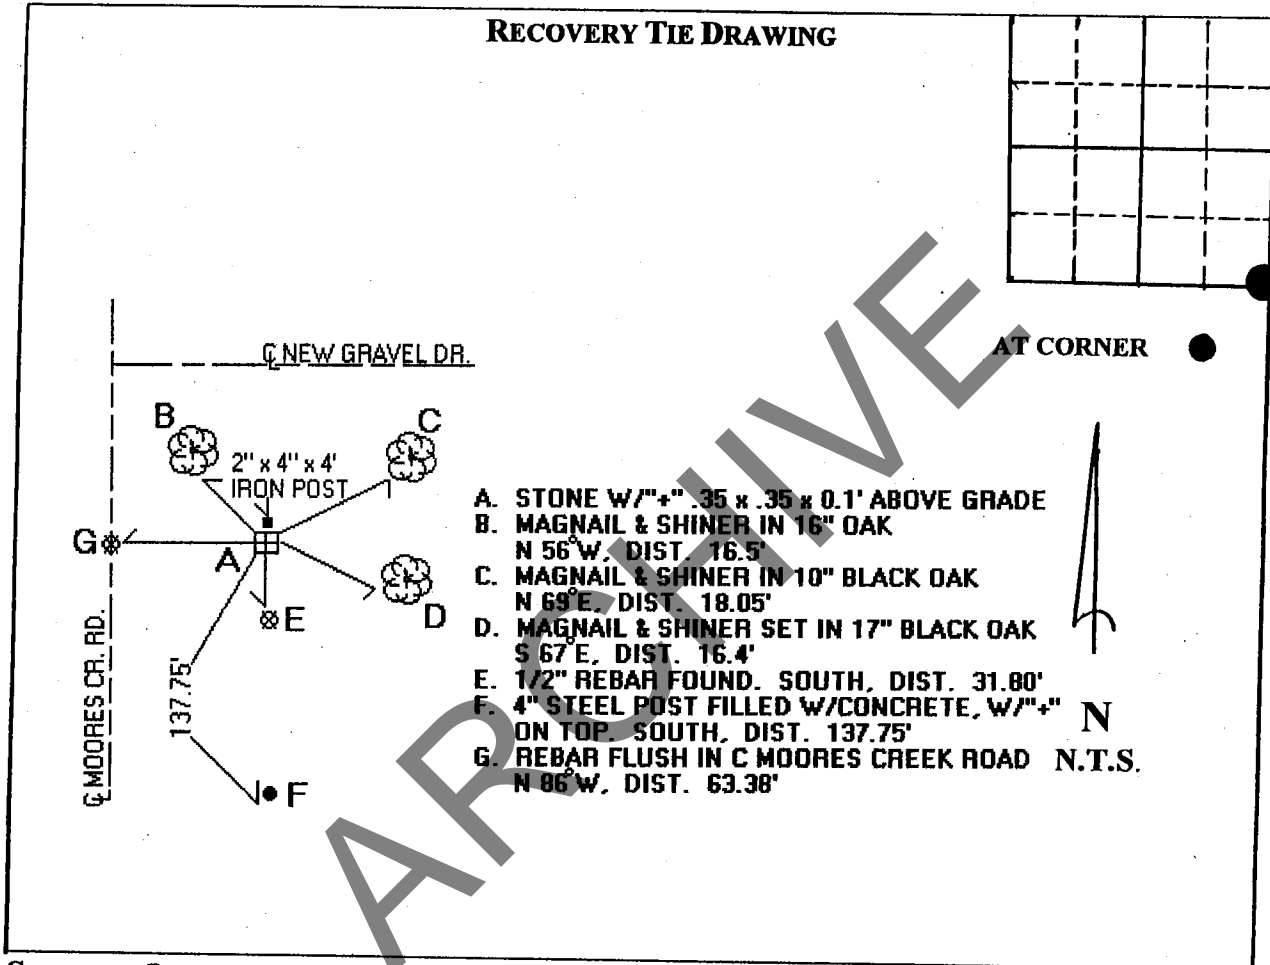 RECOVERY TIE DRAWING
AT CORNER
℄ NEW GRAVEL DR.
B
C
2" x 4" x 4'
IRON POST
G
A
E
D
℄ MOORES CR. RD.
137.75'
F
A. STONE W/"+" .35 x .35 x 0.1' ABOVE GRADE
B. MAGNAIL & SHINER IN 16" OAK
N 56°W, DIST. 16.5'
C. MAGNAIL & SHINER IN 10" BLACK OAK
N 69°E, DIST. 18.05'
D. MAGNAIL & SHINER SET IN 17" BLACK OAK
S 67°E, DIST. 16.4'
E. 1/2" REBAR FOUND. SOUTH, DIST. 31.80'
F. 4" STEEL POST FILLED W/CONCRETE, W/"+"
ON TOP. SOUTH, DIST. 137.75'
G. REBAR FLUSH IN C MOORES CREEK ROAD
N 86°W, DIST. 63.38'
N
N.T.S.
ARCHIVE